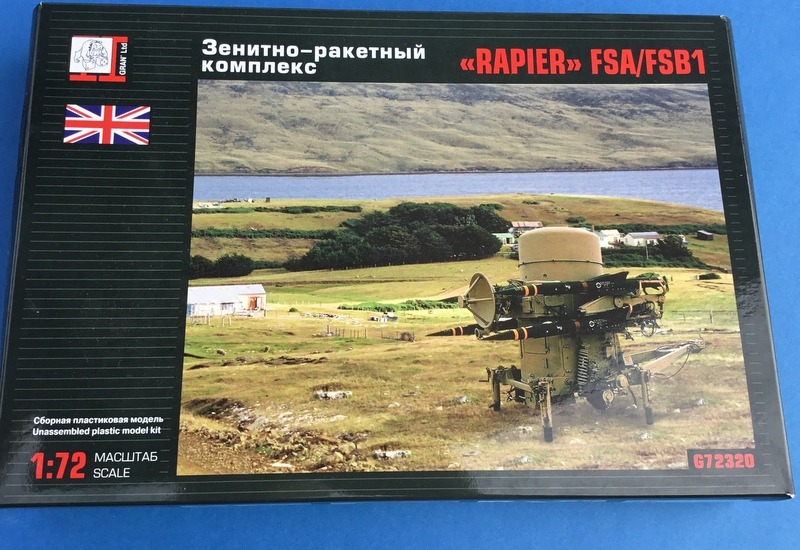 GRAN' Ltd
Зенитно-ракетный
комплекс
«RAPIER» FSA/FSB1
Сборная пластиковая модель
Unassembled plastic model kit
1:72 МАСШТАБ
SCALE
G72320